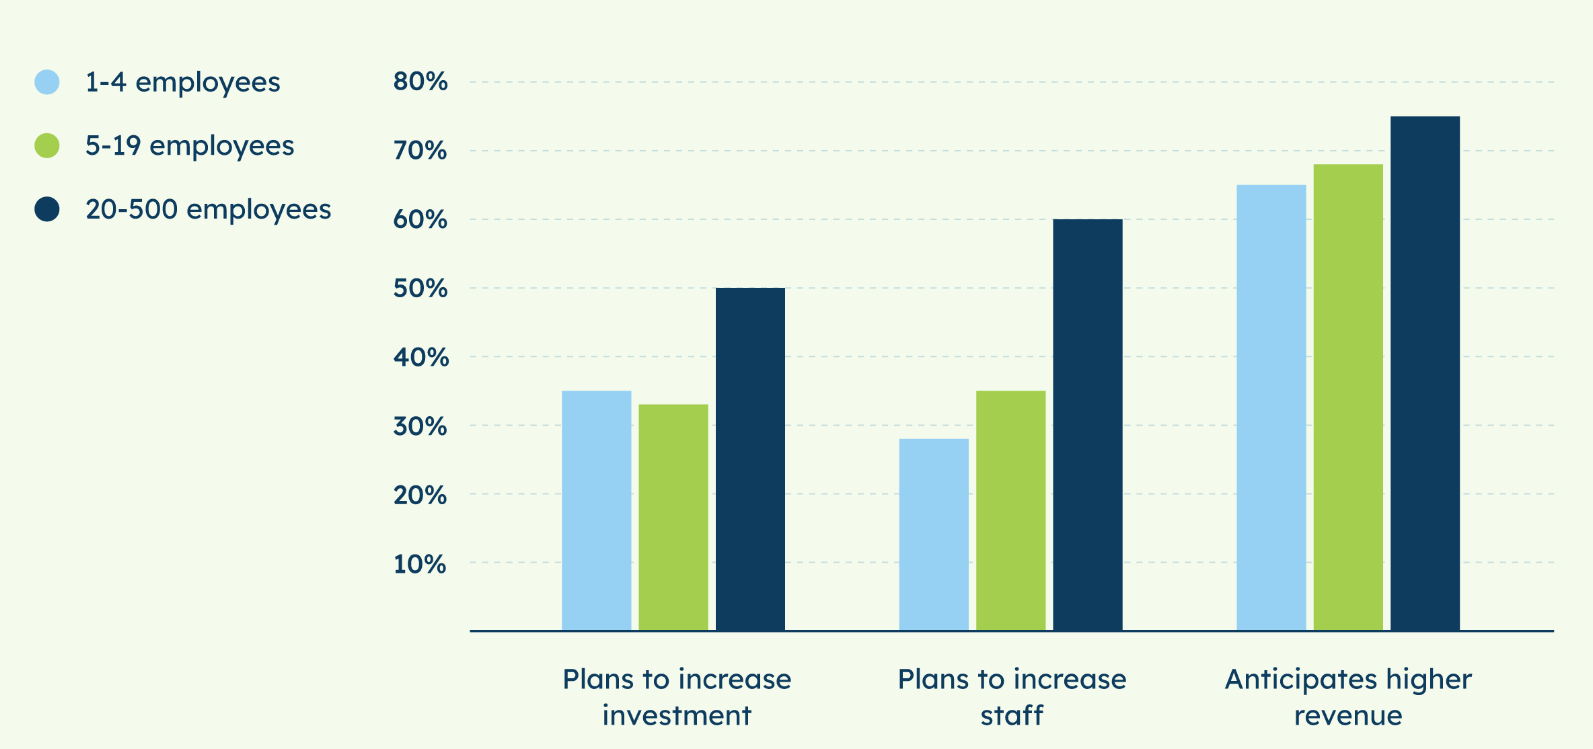 1-4 employees
5-19 employees
20-500 employees
80%
70%
60%
50%
40%
30%
20%
10%
Plans to increase
investment
Plans to increase
staff
Anticipates higher
revenue